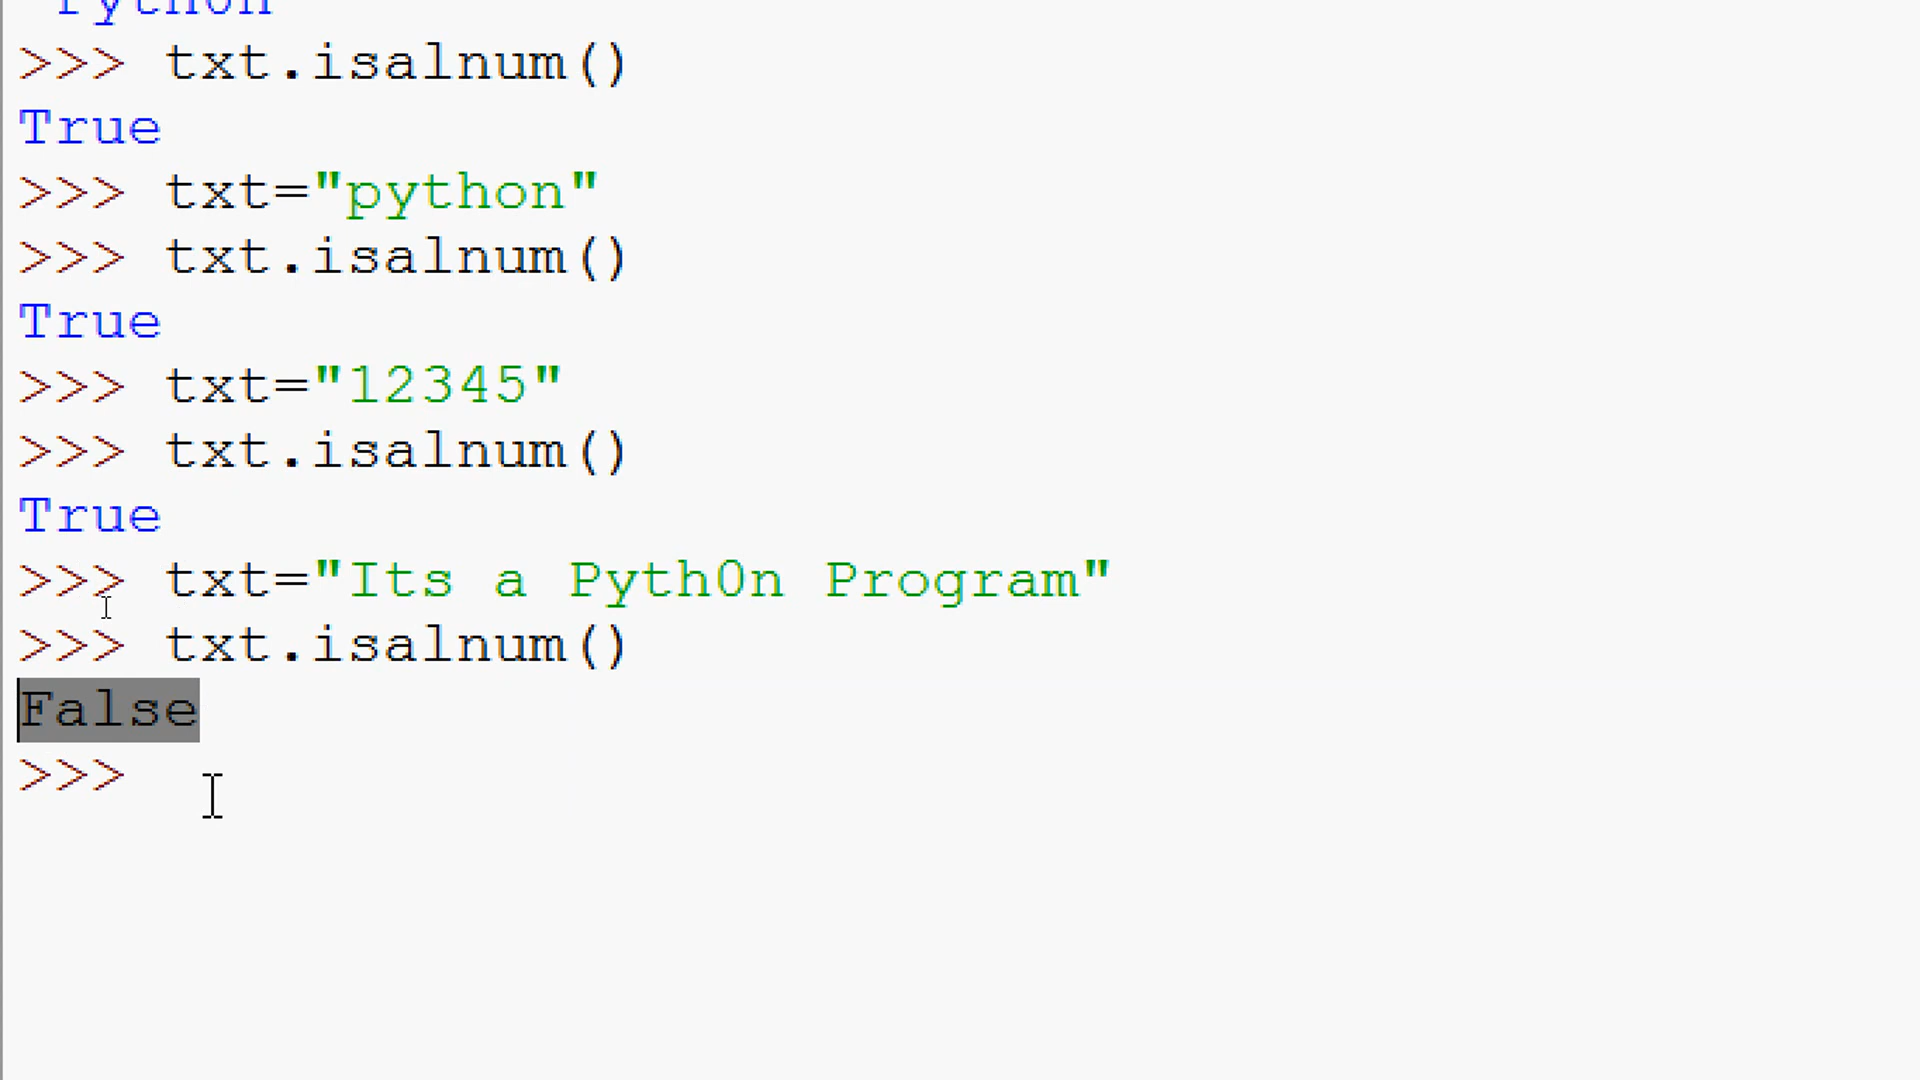 >>> txt.isalnum()
True
>>> txt="python"
>>> txt.isalnum()
True
>>> txt="12345"
>>> txt.isalnum()
True
>>> txt="Its a Pyth0n Program"
>>> txt.isalnum()
False
>>>